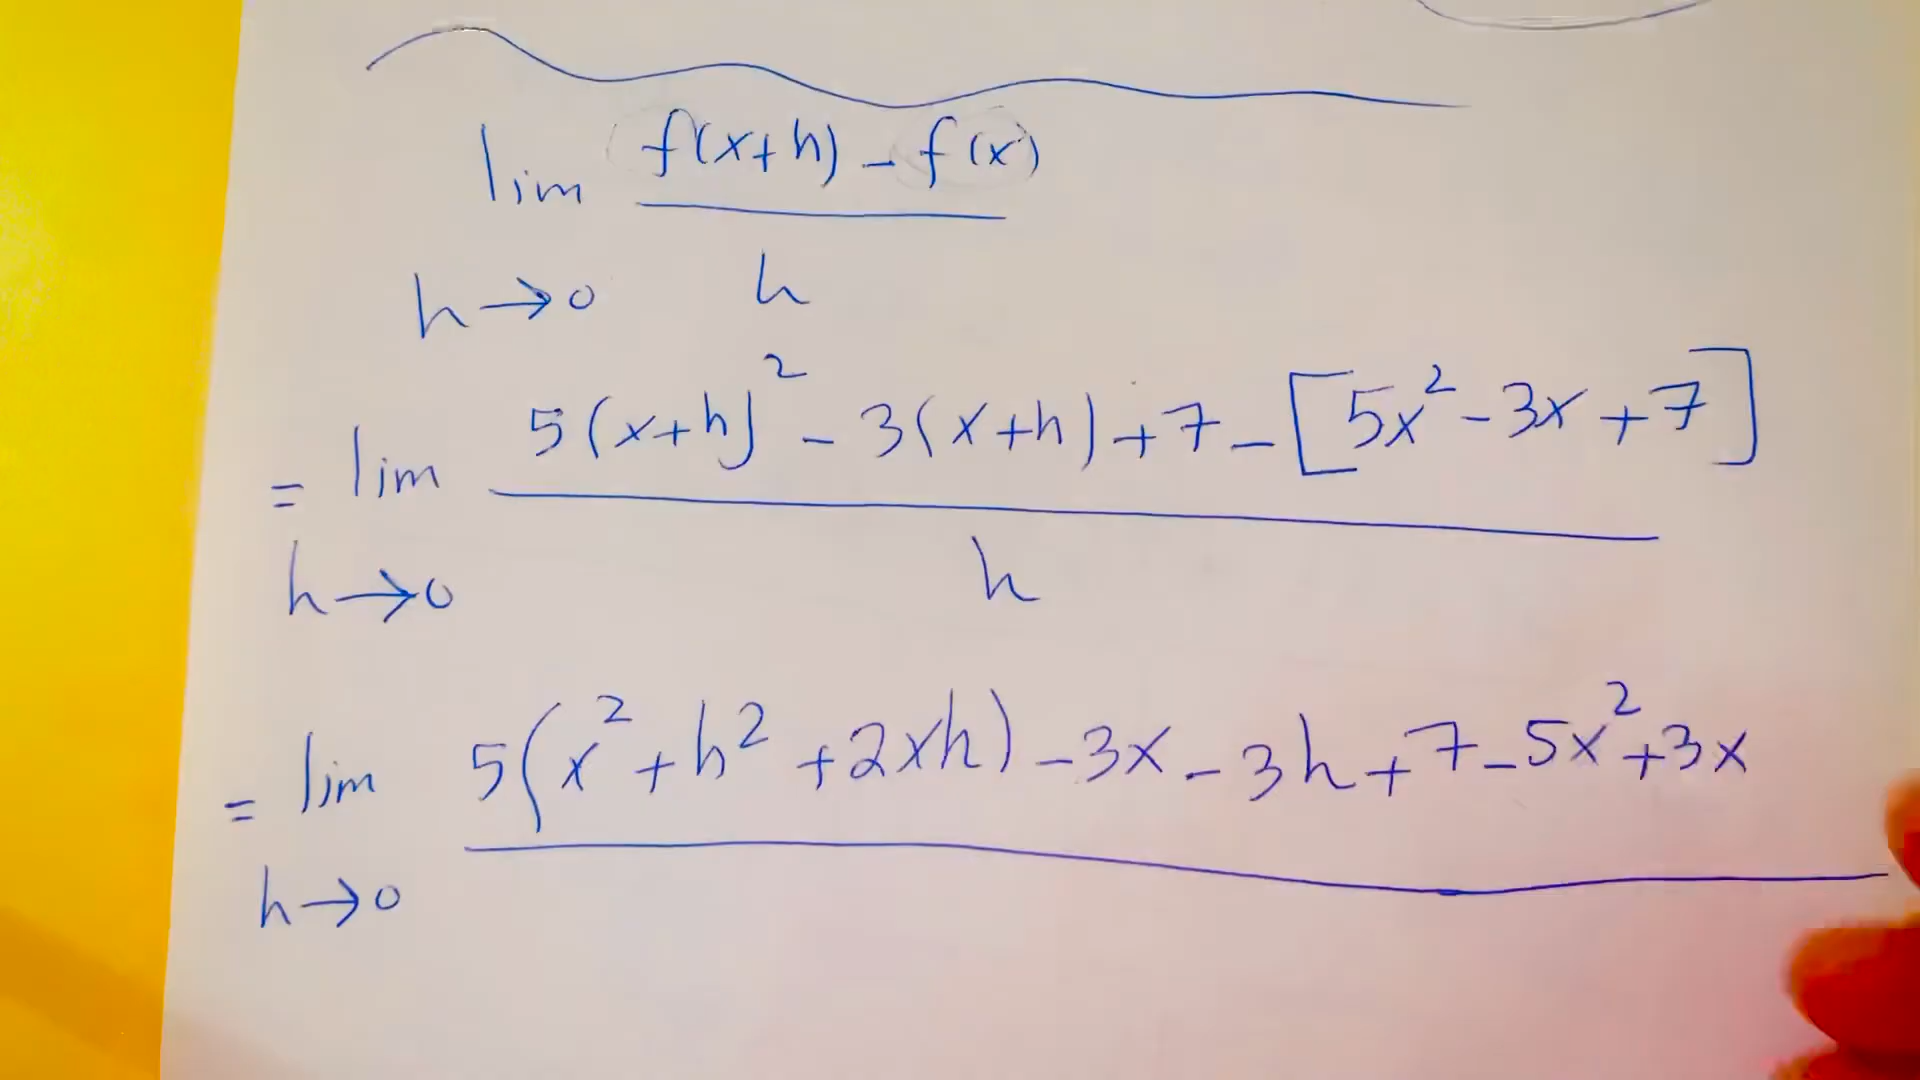 lim f(x+h) - f(x)
h→0 h
= lim 5(x+h)² - 3(x+h) + 7 - [5x² - 3x + 7]
h→0 h
= lim 5(x² + h² + 2xh) - 3x - 3h + 7 - 5x² + 3x
h→0